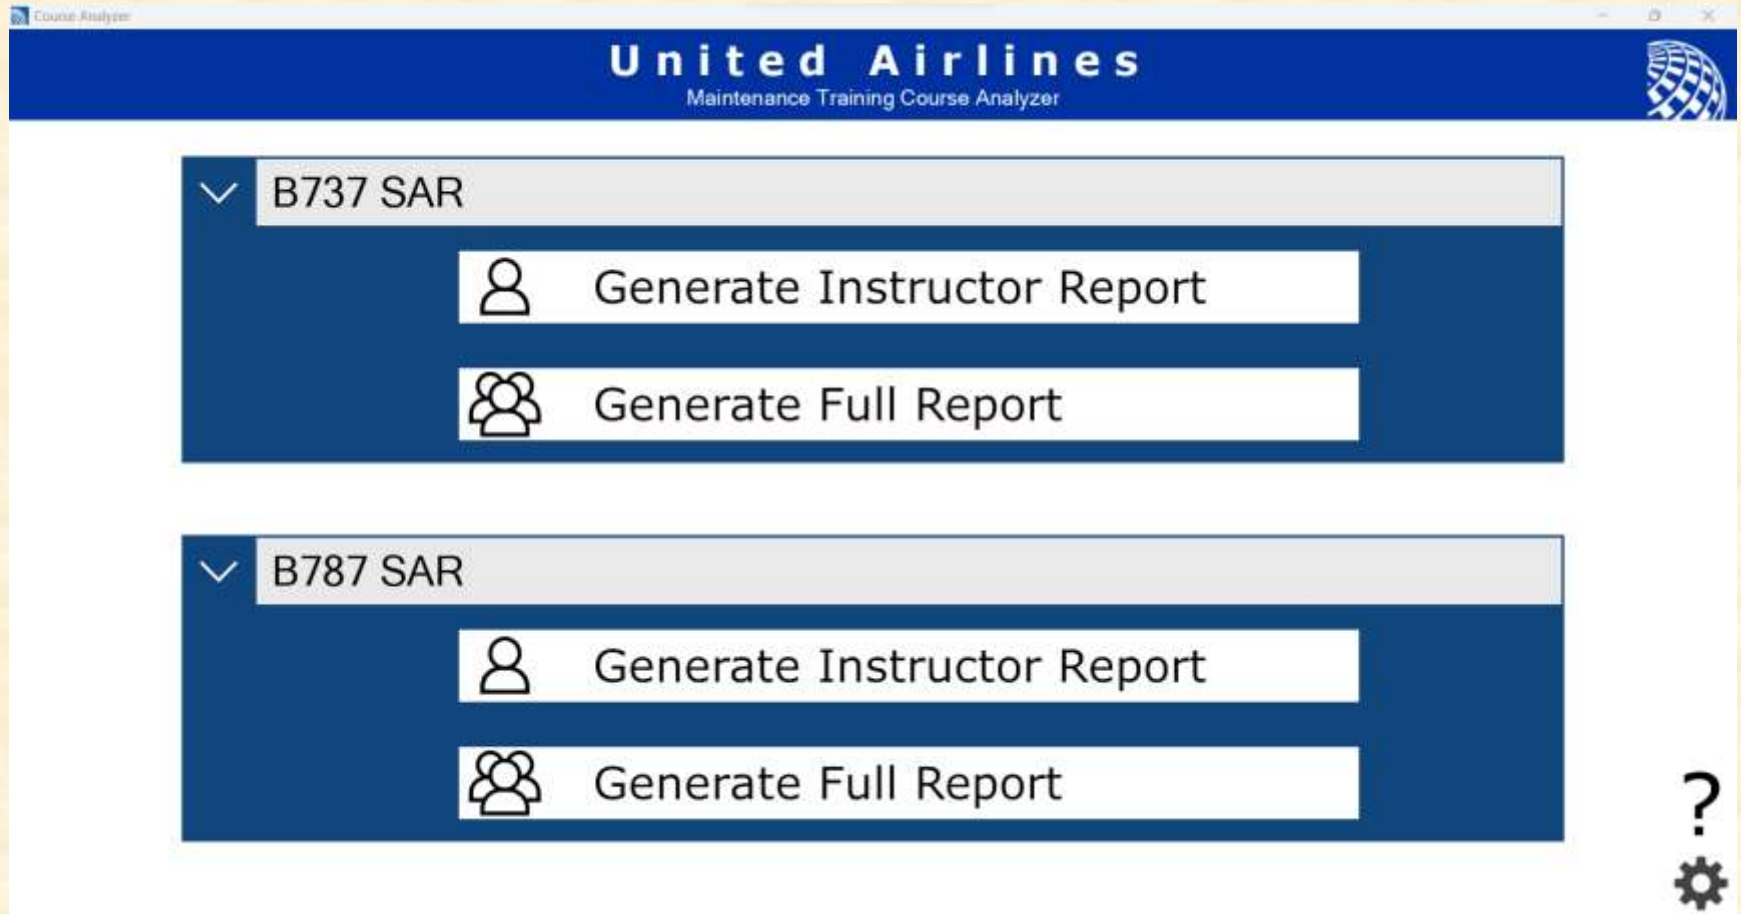 Course Analyzer
United Airlines
Maintenance Training Course Analyzer
B737 SAR
Generate Instructor Report
Generate Full Report
B787 SAR
Generate Instructor Report
Generate Full Report
?